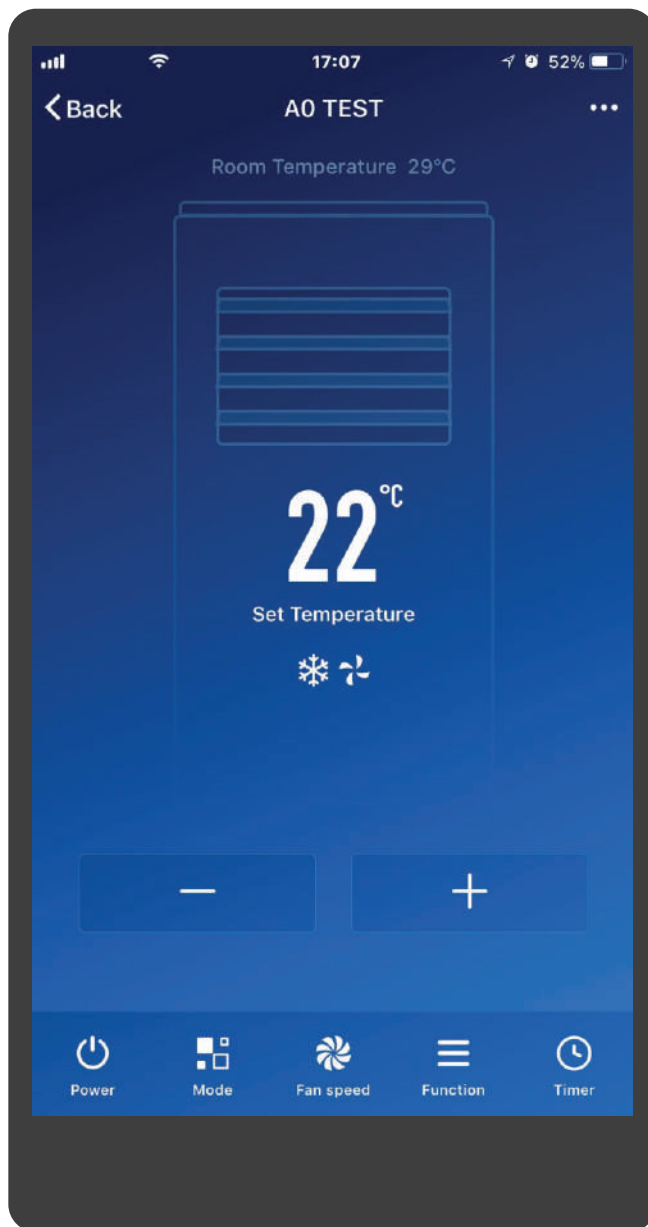 17:07 52%
Back A0 TEST
Room Temperature 29°C
22°C
Set Temperature
Power Mode Fan speed Function Timer